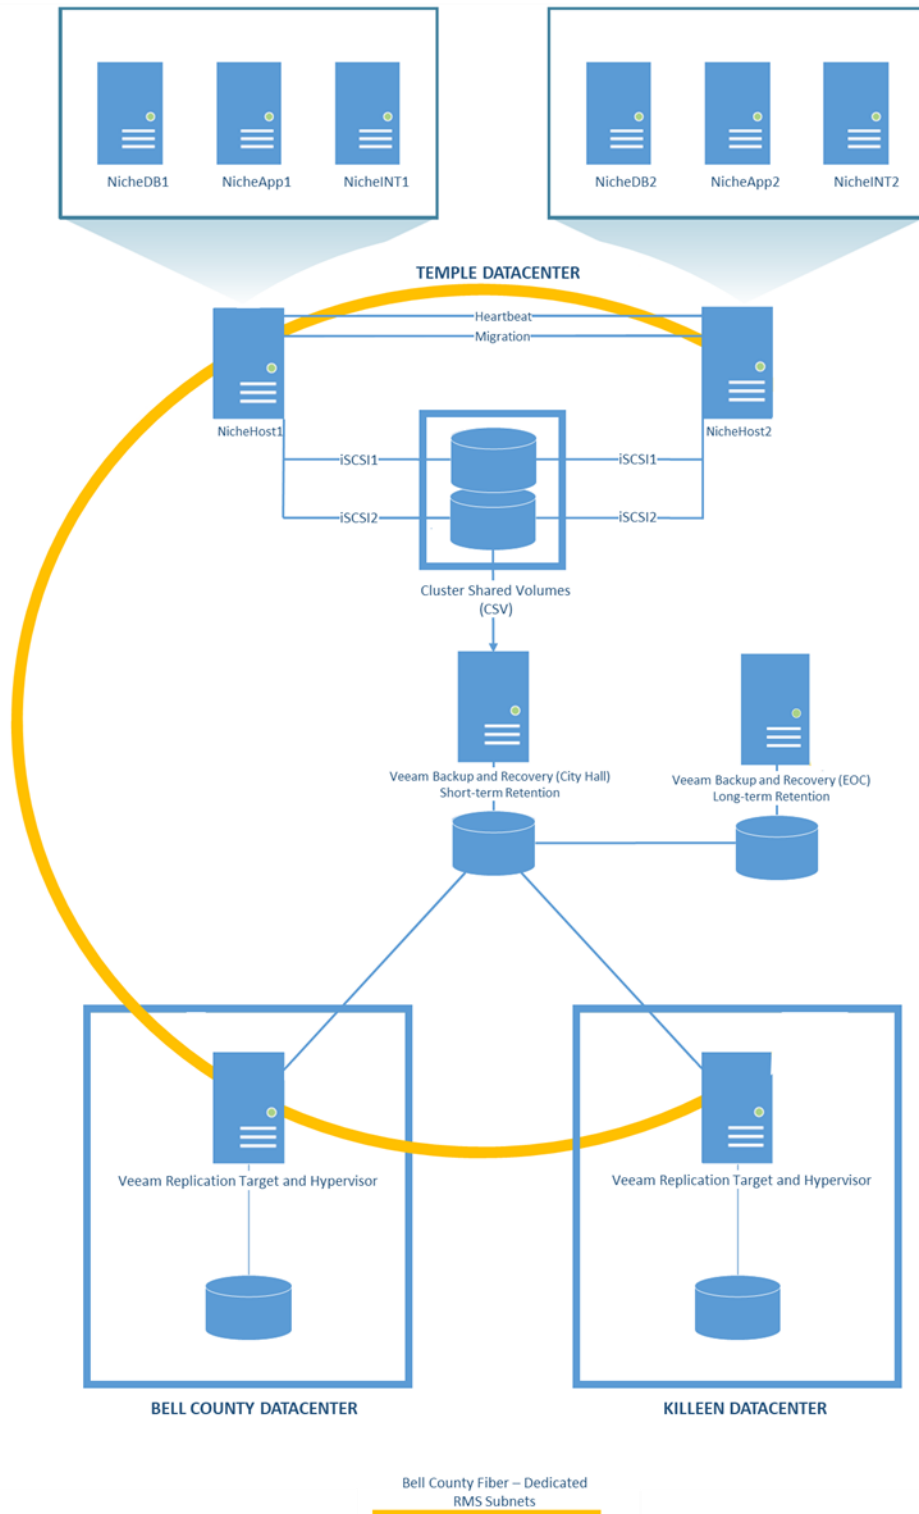 NicheDB1
NicheApp1
NicheINT1
NicheDB2
NicheApp2
NicheINT2
TEMPLE DATACENTER
Heartbeat
Migration
NicheHost1
NicheHost2
iSCSI1
iSCSI1
iSCSI2
iSCSI2
Cluster Shared Volumes
(CSV)
Veeam Backup and Recovery (City Hall)
Short-term Retention
Veeam Backup and Recovery (EOC)
Long-term Retention
Veeam Replication Target and Hypervisor
Veeam Replication Target and Hypervisor
BELL COUNTY DATACENTER
KILLEEN DATACENTER
Bell County Fiber – Dedicated
RMS Subnets